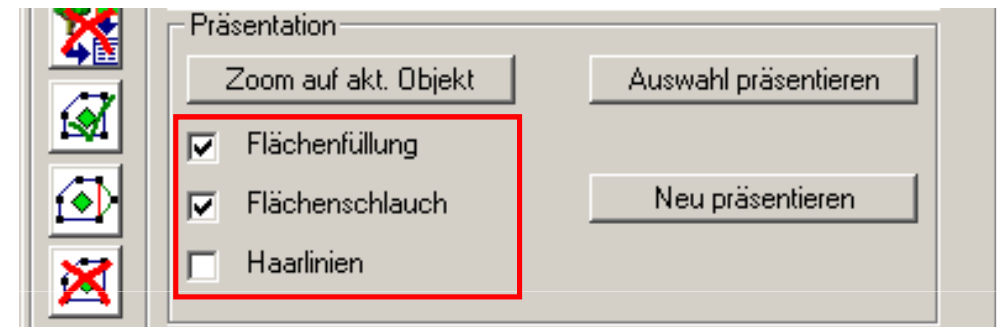 Präsentation
Zoom auf akt. Objekt
Auswahl präsentieren
Flächenfüllung
Flächenschlauch
Neu präsentieren
Haarlinien